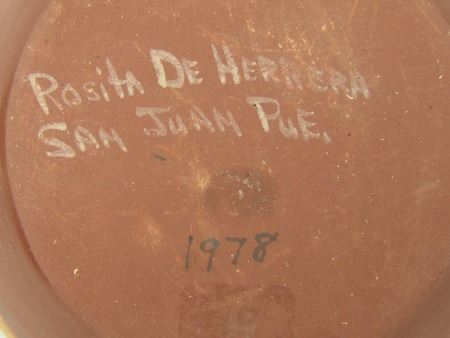 Rosita De Herrera
San Juan Pue.
1978